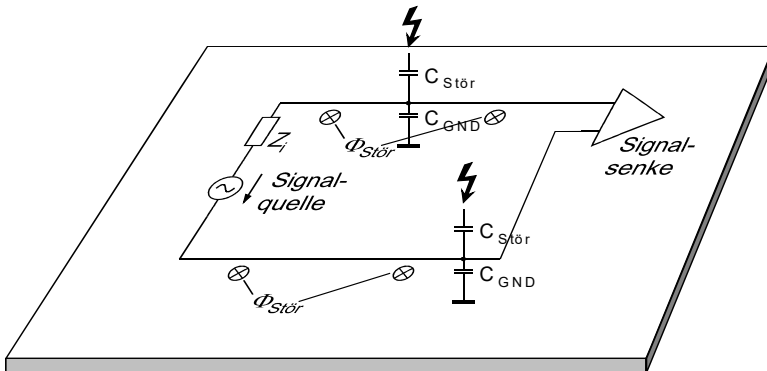 C Stör
C GND
Φ Stör
Z i
Signal-
quelle
Signal-
senke
C Stör
C GND
Φ Stör